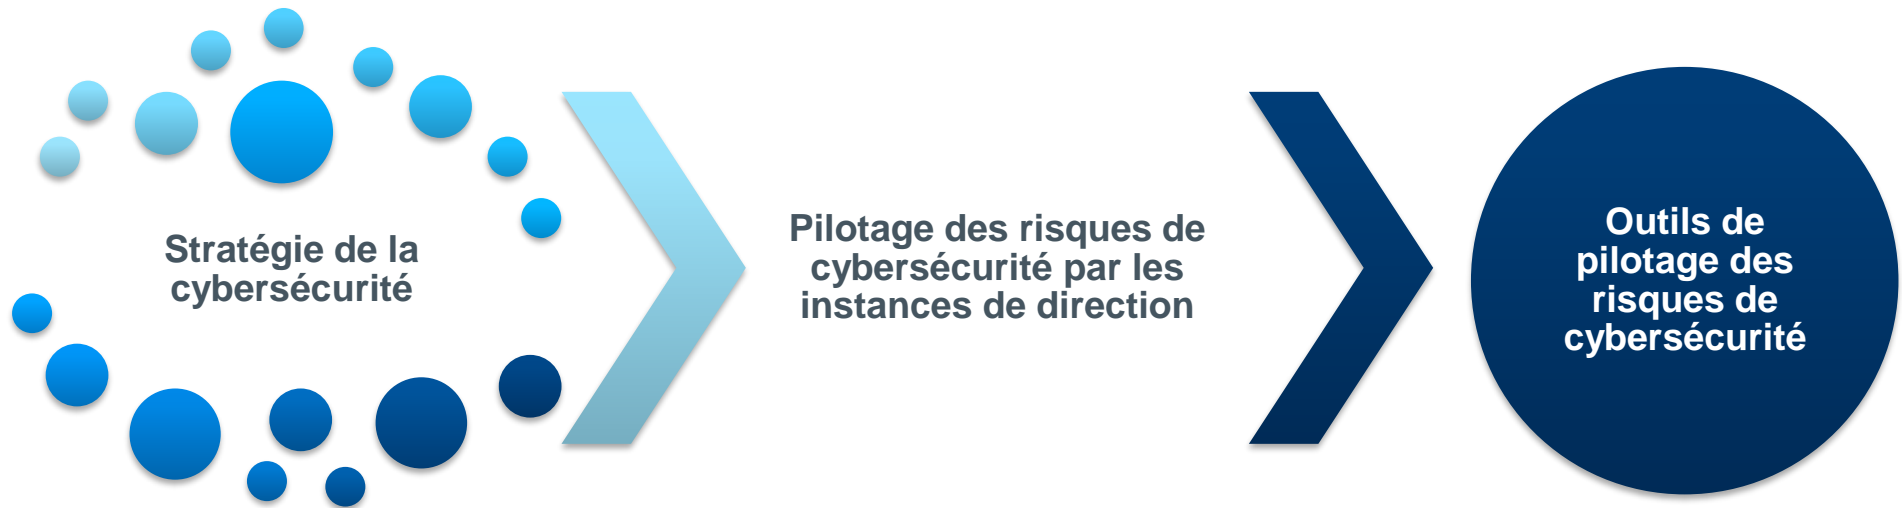 Stratégie de la
cybersécurité
Pilotage des risques de
cybersécurité par les
instances de direction
Outils de
pilotage des
risques de
cybersécurité